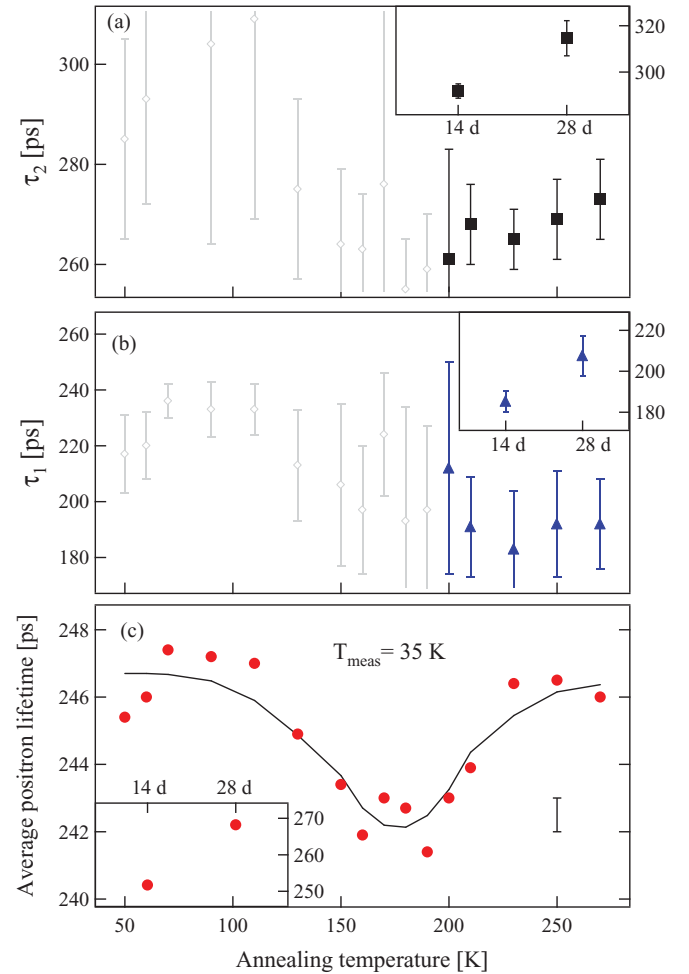 (a)
320
300
14 d
28 d
300
280
260
τ2 [ps]
(b)
220
200
180
14 d
28 d
260
240
220
200
180
τ1 [ps]
(c)
Tmeas= 35 K
248
246
244
242
240
Average positron lifetime [ps]
14 d
28 d
270
260
250
50
100
150
200
250
Annealing temperature [K]